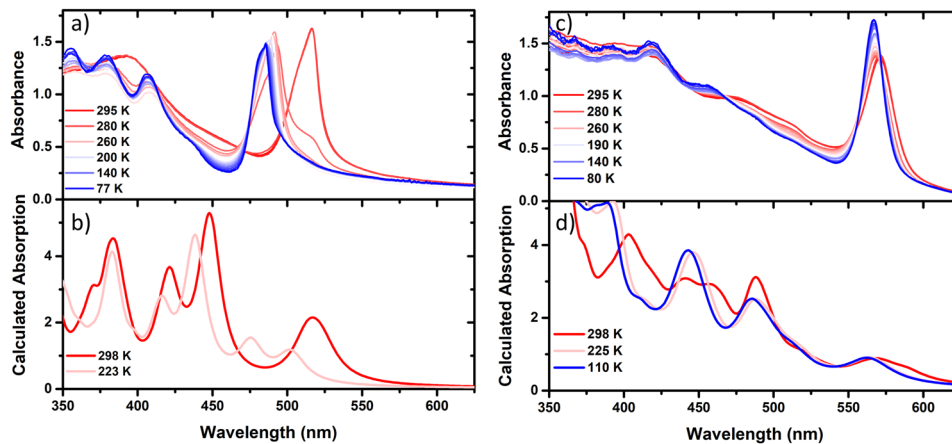 a)
Absorbance
1.5
1.0
0.5
0.0
295 K
280 K
260 K
200 K
140 K
77 K
b)
Calculated Absorption
4
2
0
298 K
223 K
350 400 450 500 550 600
Wavelength (nm)
c)
Absorbance
1.5
1.0
0.5
0.0
295 K
280 K
260 K
190 K
140 K
80 K
d)
Calculated Absorption
4
2
0
298 K
225 K
110 K
350 400 450 500 550 600
Wavelength (nm)